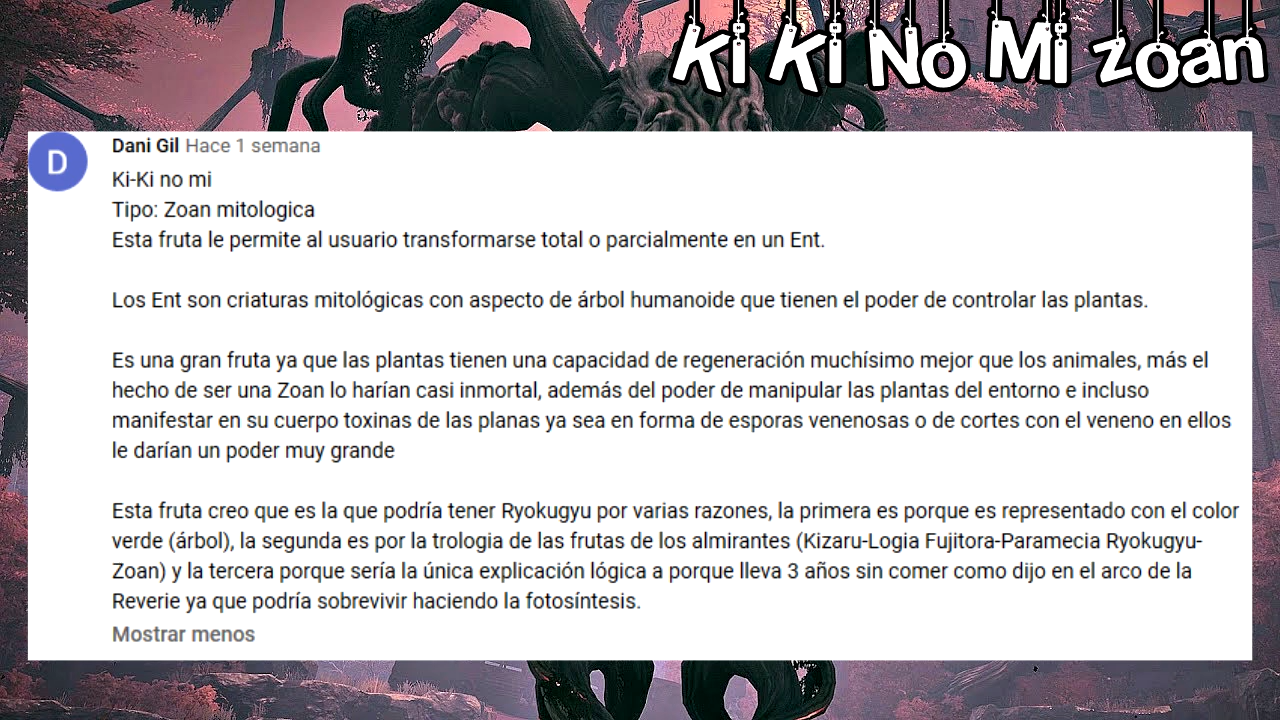 Ki Ki No Mi zoan
D
Dani Gil Hace 1 semana
Ki-Ki no mi
Tipo: Zoan mitologica
Esta fruta le permite al usuario transformarse total o parcialmente en un Ent.
Los Ent son criaturas mitológicas con aspecto de árbol humanoide que tienen el poder de controlar las plantas.
Es una gran fruta ya que las plantas tienen una capacidad de regeneración muchísimo mejor que los animales, más el
hecho de ser una Zoan lo harían casi inmortal, además del poder de manipular las plantas del entorno e incluso
manifestar en su cuerpo toxinas de las planas ya sea en forma de esporas venenosas o de cortes con el veneno en ellos
le darían un poder muy grande
Esta fruta creo que es la que podría tener Ryokugyu por varias razones, la primera es porque es representado con el color
verde (árbol), la segunda es por la trologia de las frutas de los almirantes (Kizaru-Logia Fujitora-Paramecia Ryokugyu-
Zoan) y la tercera porque sería la única explicación lógica a porque lleva 3 años sin comer como dijo en el arco de la
Reverie ya que podría sobrevivir haciendo la fotosíntesis.
Mostrar menos